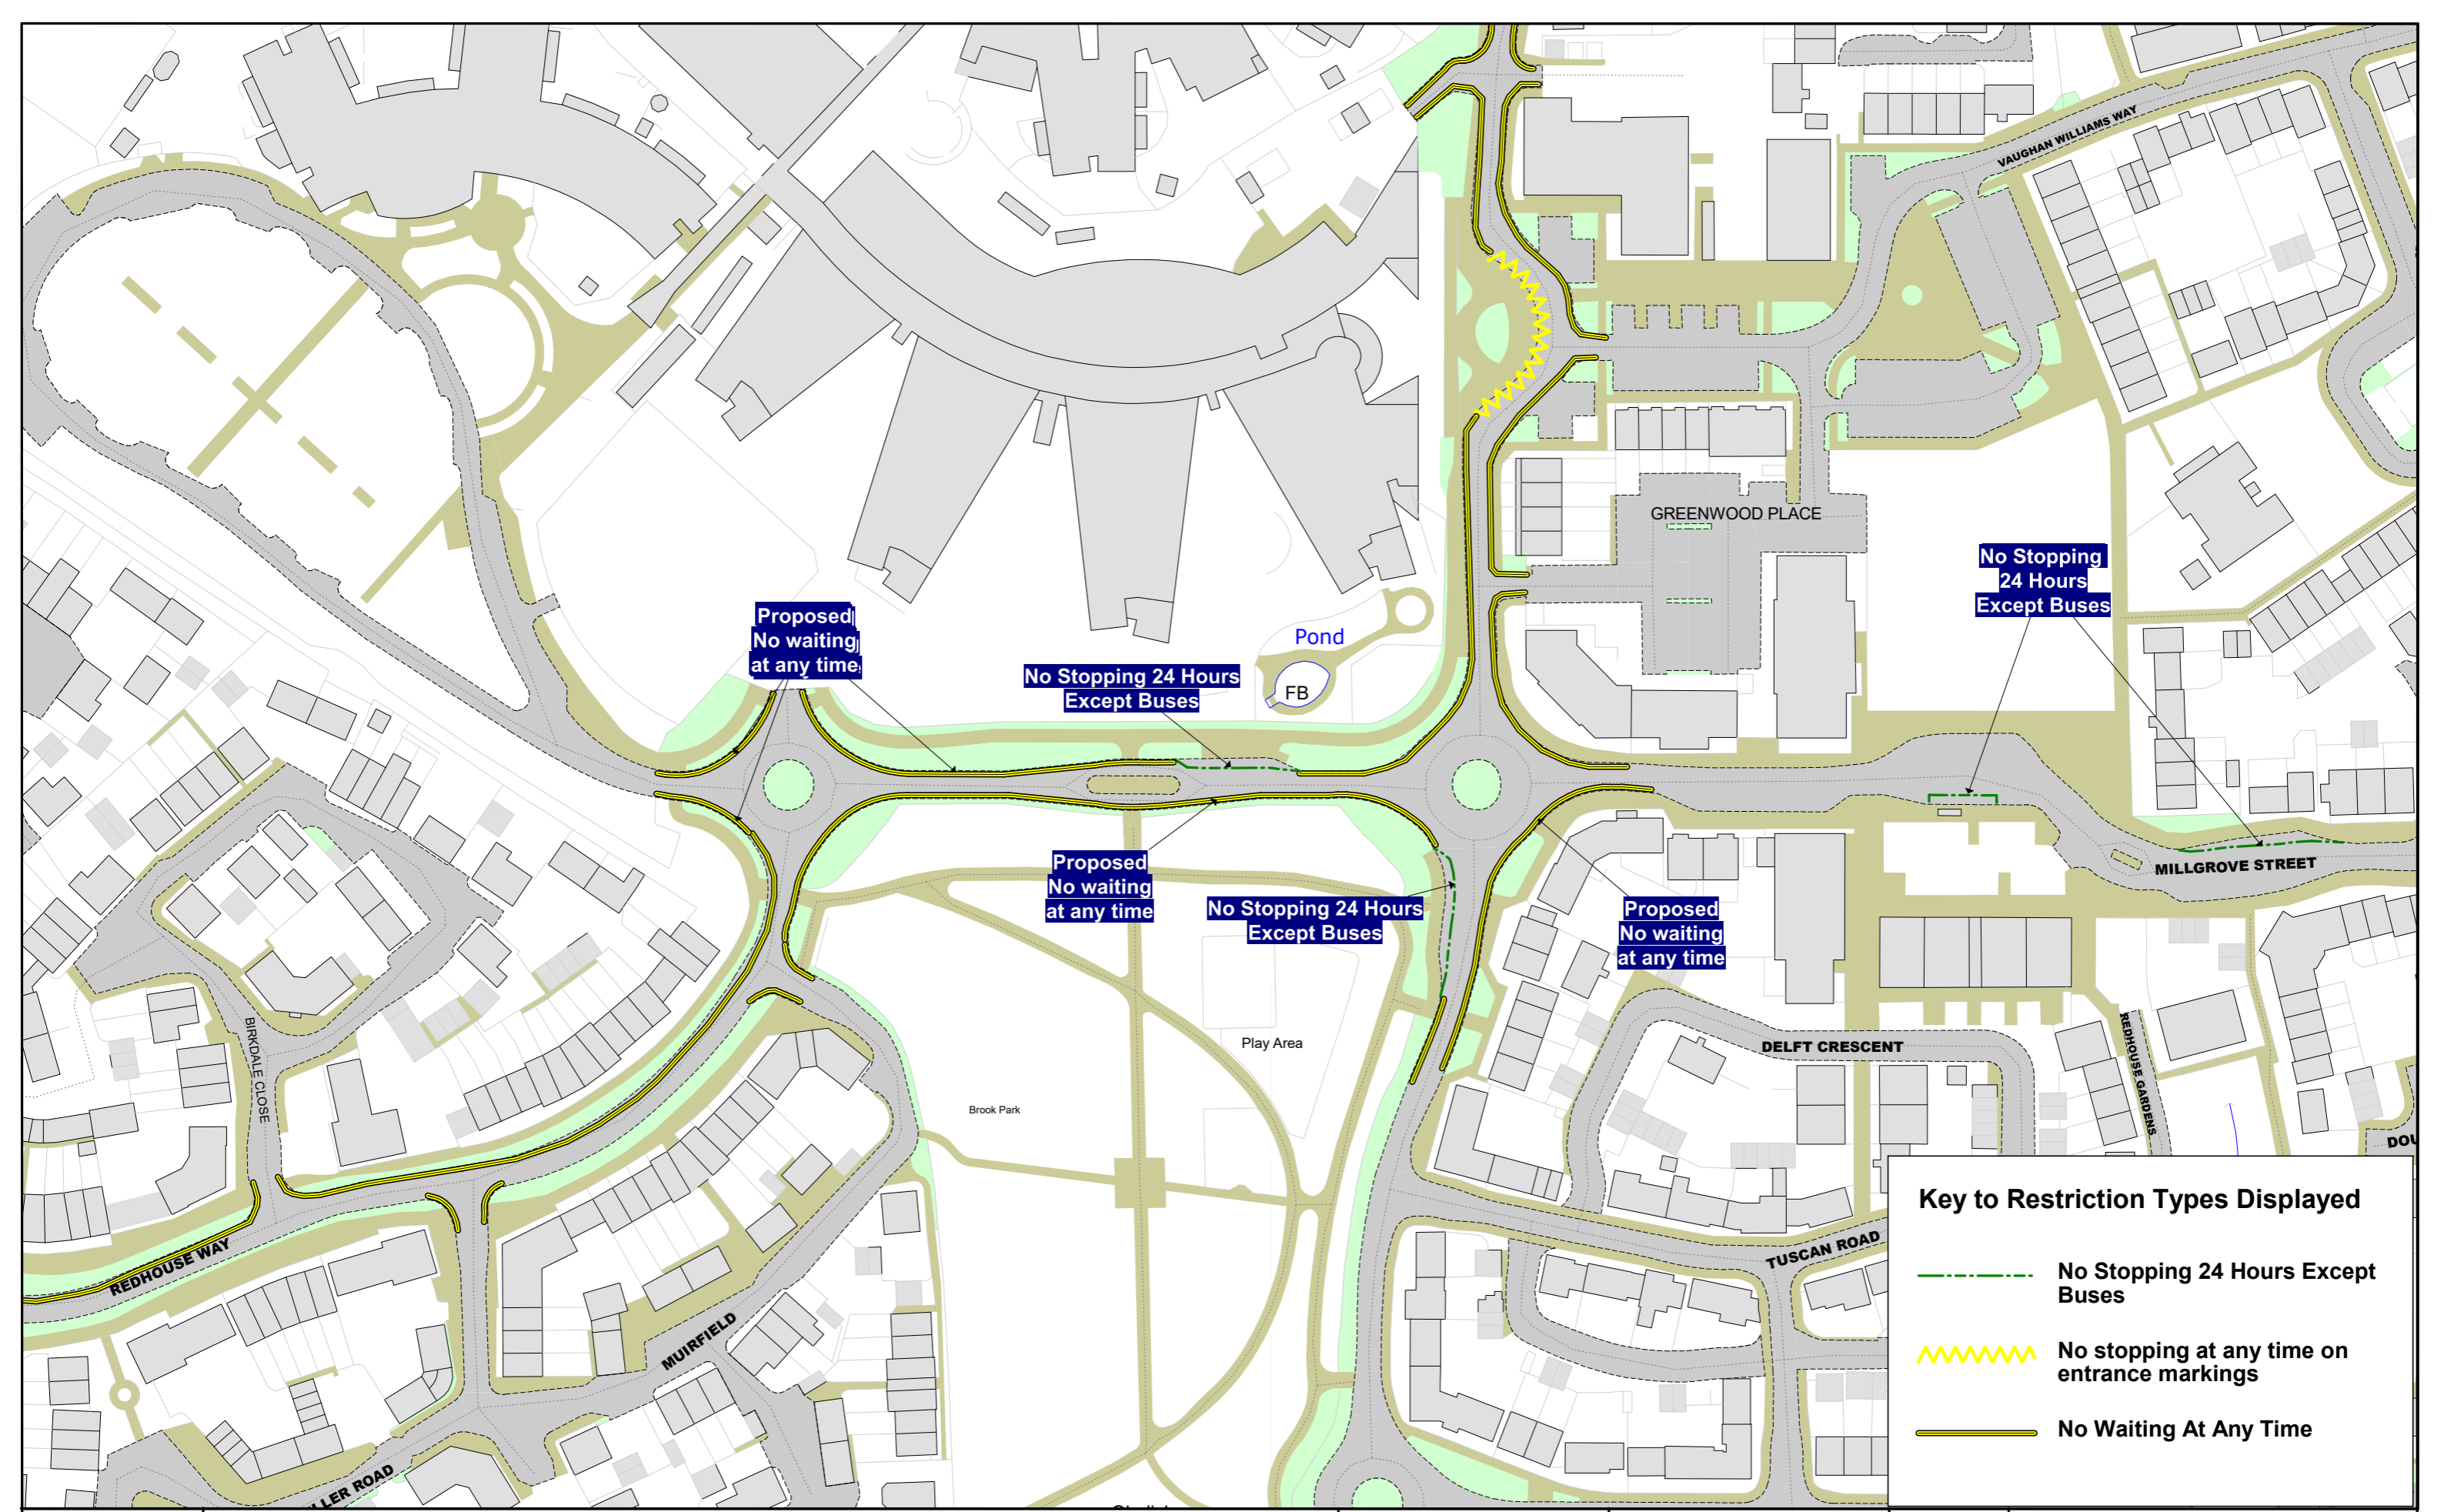 VAUGHAN WILLIAMS WAY
GREENWOOD PLACE
No Stopping
24 Hours
Except Buses
Proposed
No waiting
at any time
Pond
FB
No Stopping 24 Hours
Except Buses
Proposed
No waiting
at any time
No Stopping 24 Hours
Except Buses
Proposed
No waiting
at any time
MILLGROVE STREET
BIRKDALE CLOSE
Play Area
Brook Park
DELFT CRESCENT
REDHOUSE GARDENS
DOU
REDHOUSE WAY
MUIRFIELD
TUSCAN ROAD
LLER ROAD
Key to Restriction Types Displayed
No Stopping 24 Hours Except
Buses
No stopping at any time on
entrance markings
No Waiting At Any Time